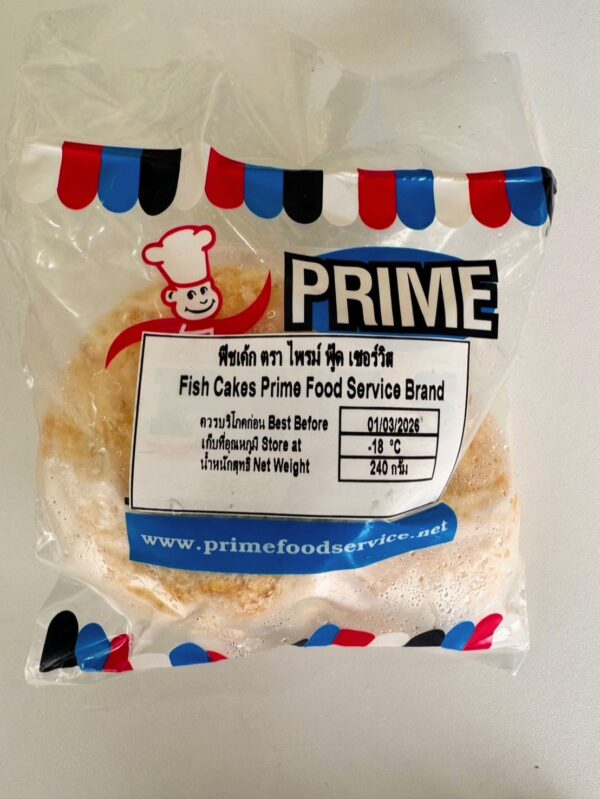 PRIME
ฟิชเค้ก ตรา ไพรม์ ฟู้ด เซอร์วิส
Fish Cakes Prime Food Service Brand
ควรบริโภคก่อน Best Before 01/03/2026
เก็บที่อุณหภูมิ Store at -18 °C
น้ำหนักสุทธิ Net Weight 240 กรัม
www.primefoodservice.net